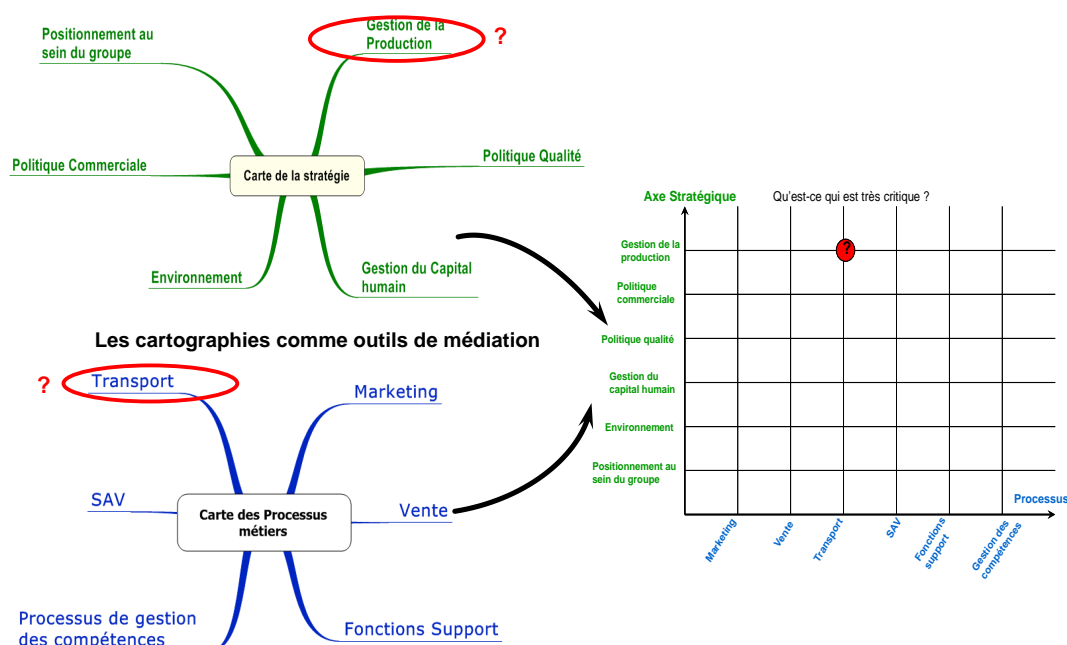 Positionnement au
sein du groupe
Gestion de la
Production
?
Politique Commerciale
Carte de la stratégie
Politique Qualité
Environnement
Gestion du Capital
humain
Les cartographies comme outils de médiation
?
Transport
Marketing
SAV
Carte des Processus
métiers
Vente
Processus de gestion
des compétences
Fonctions Support
Axe Stratégique
Qu'est-ce qui est très critique ?
Gestion de la
production
?
Politique
commerciale
Politique qualité
Gestion du
capital humain
Environnement
Positionnement au
sein du groupe
Processus
Marketing
Vente
Transport
SAV
Fonctions
support
Gestion des
compétences